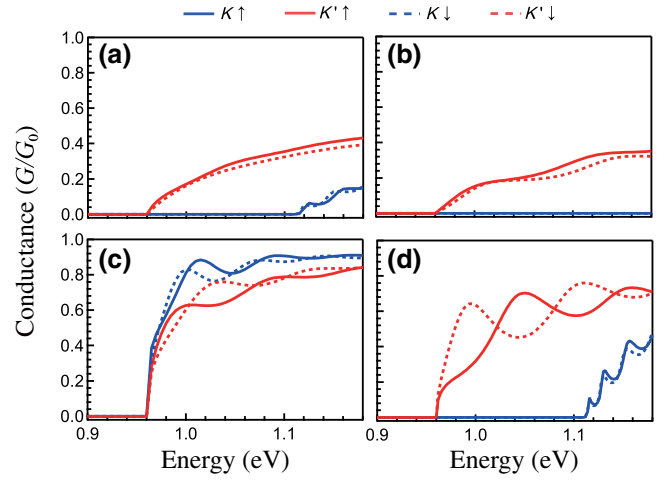 K↑ K'↑ K↓ K'↓
1.0
(a)
(b)
0.8
0.6
0.4
0.2
0.0
1.0
(c)
(d)
0.8
0.6
0.4
0.2
0.0
Conductance (G/G₀)
0.9 1.0 1.1 0.9 1.0 1.1
Energy (eV) Energy (eV)